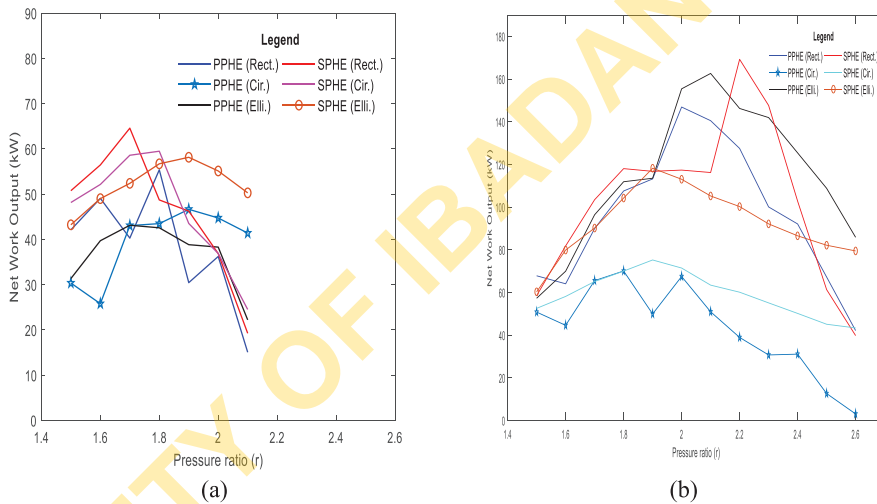 90
80
70
60
50
40
30
20
10
0
1.4
1.6
1.8
2
2.2
2.4
2.6
Net Work Output (kW)
Pressure ratio (r)
Legend
PPHE (Rect.)
SPHE (Rect.)
PPHE (Cir.)
SPHE (Cir.)
PPHE (Elli.)
SPHE (Elli.)
(a)
180
160
140
120
100
80
60
40
20
0
1.4
1.6
1.8
2
2.2
2.4
2.6
Net Work Output (kW)
Pressure ratio (r)
Legend
PPHE (Rect.)
SPHE (Rect.)
PPHE (Cir.)
SPHE (Cir.)
PPHE (Elli.)
SPHE (Elli.)
(b)
ITY OF IBADAN